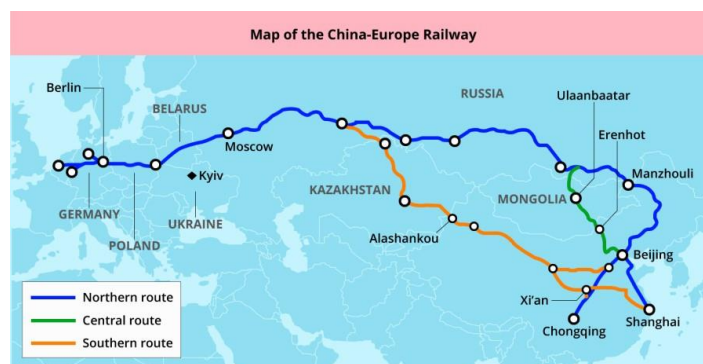 Map of the China-Europe Railway
Berlin
BELARUS
RUSSIA
Ulaanbaatar
Erenhot
Moscow
Manzhouli
Kyiv
KAZAKHSTAN
MONGOLIA
GERMANY
UKRAINE
POLAND
Alashankou
Beijing
Northern route
Central route
Southern route
Xi'an
Chongqing
Shanghai